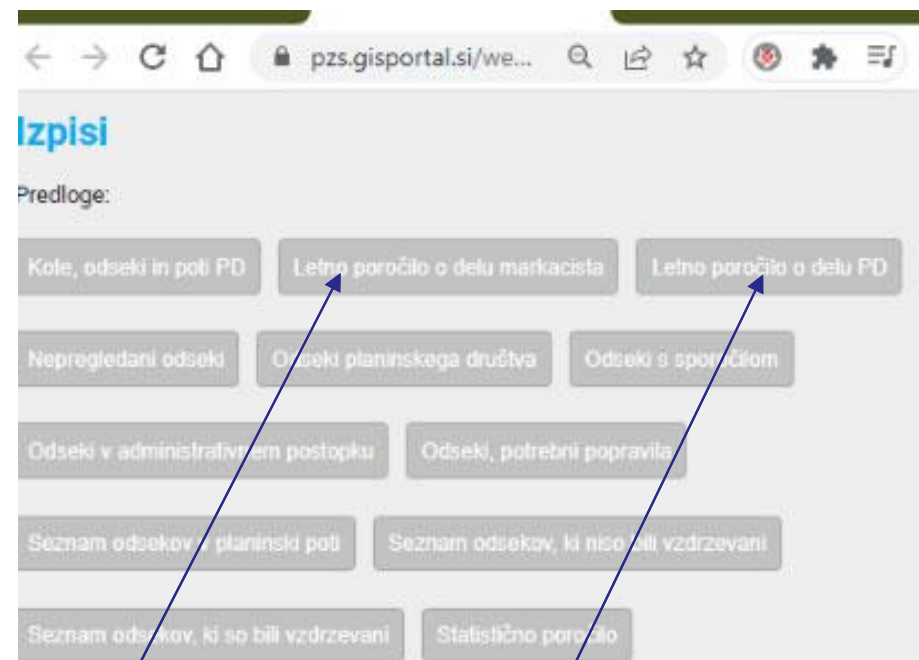 pzs.gisportal.si/we...
Izpisi
Predloge:
Kole, odseki in poti PD Letno poročilo o delu markacista Letno poročilo o delu PD
Nepregledani odseki Odseki planinskega društva Odseki s sporočilom
Odseki v administrativnem postopku Odseki, potrebni popravila
Seznam odsekov v planinski poti Seznam odsekov, ki niso bili vzdrzevani
Seznam odsekov, ki so bili vzdrzevani Statistično poročilo